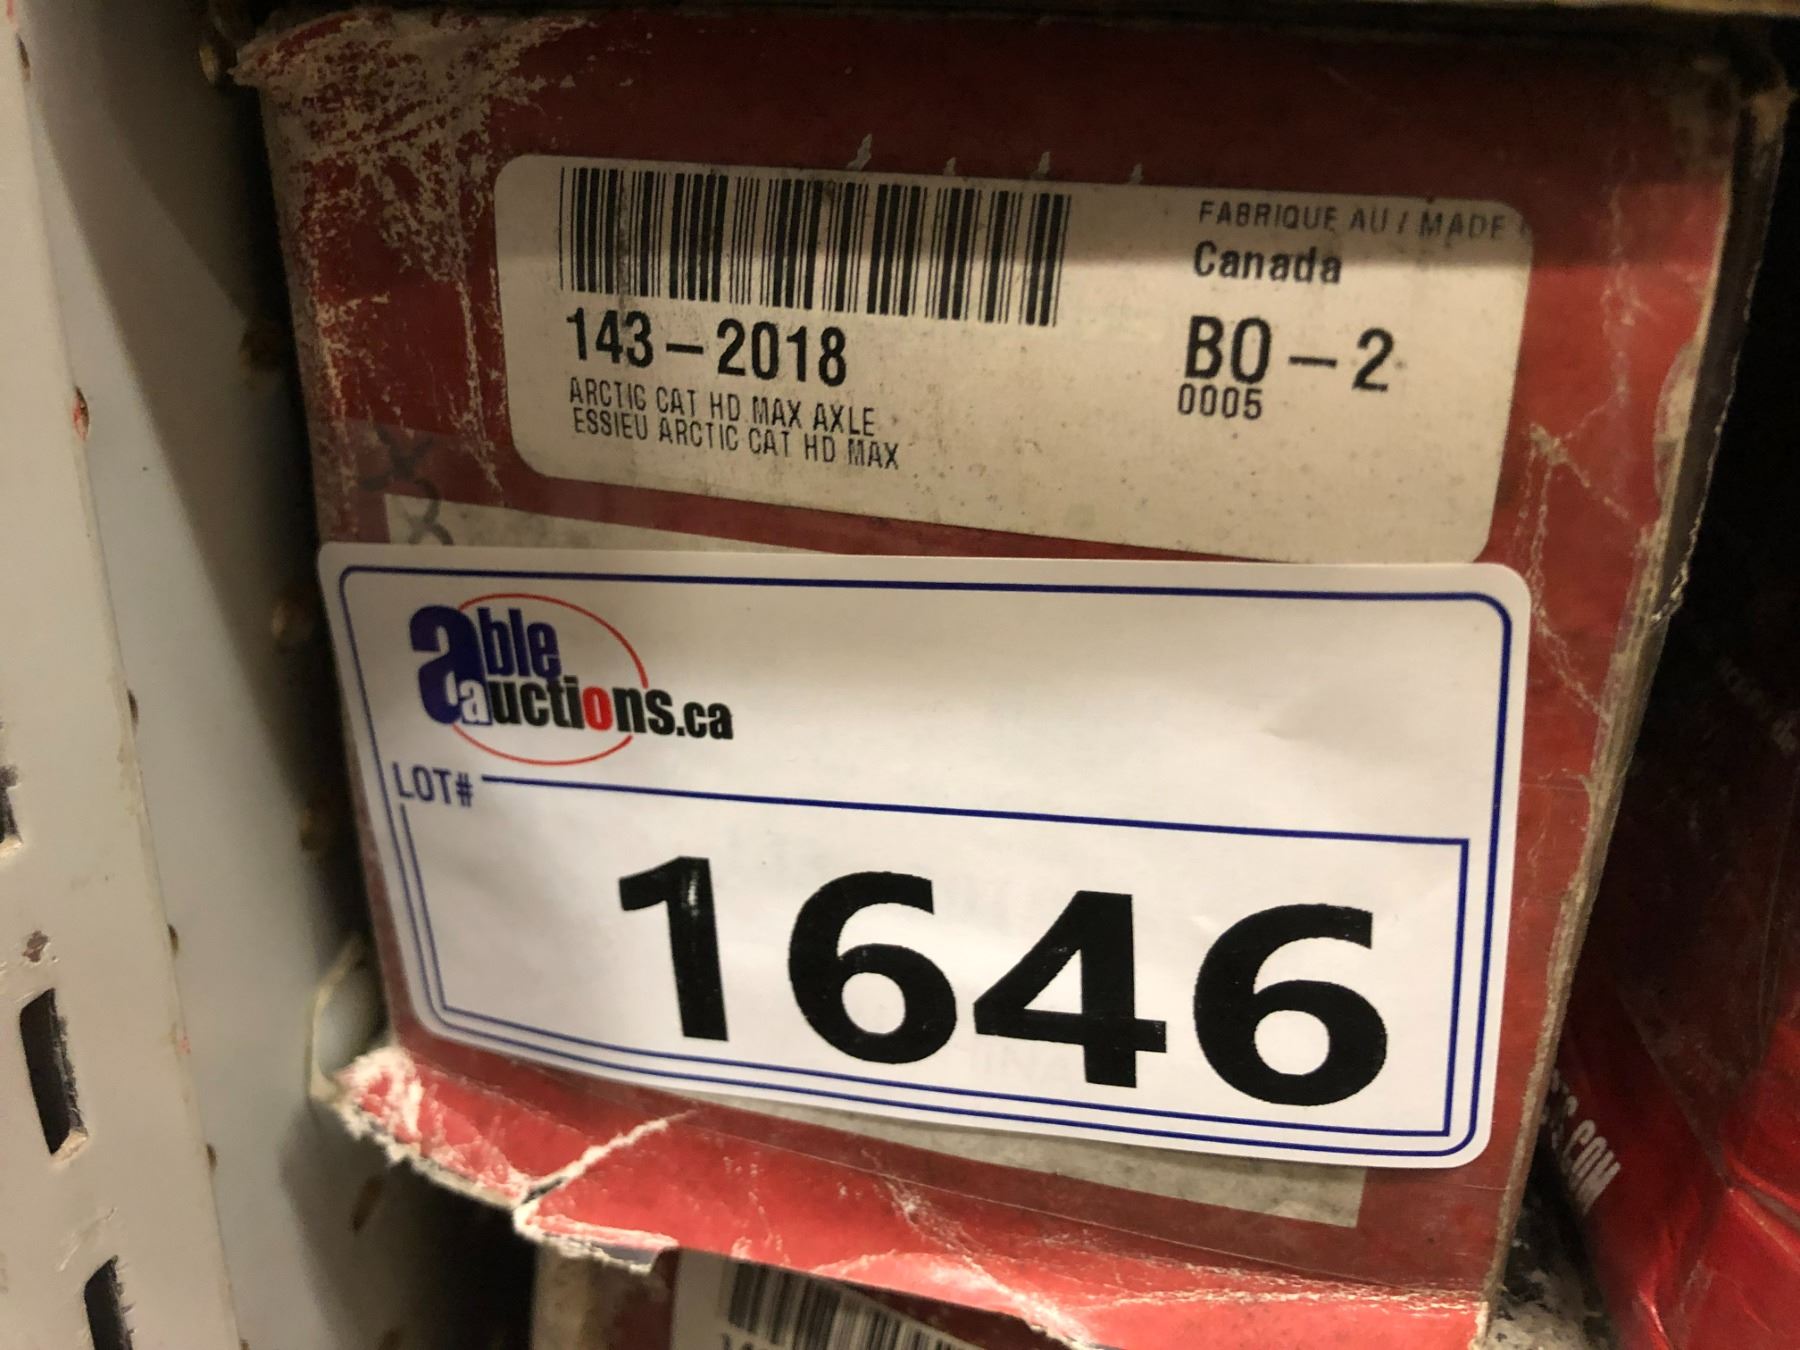 FABRIQUE AU / MADE
Canada
143-2018
BO-2
0005
ARCTIC CAT HD MAX AXLE
ESSIEU ARCTIC CAT HD MAX
able
auctions.ca
LOT#
1646
.COM